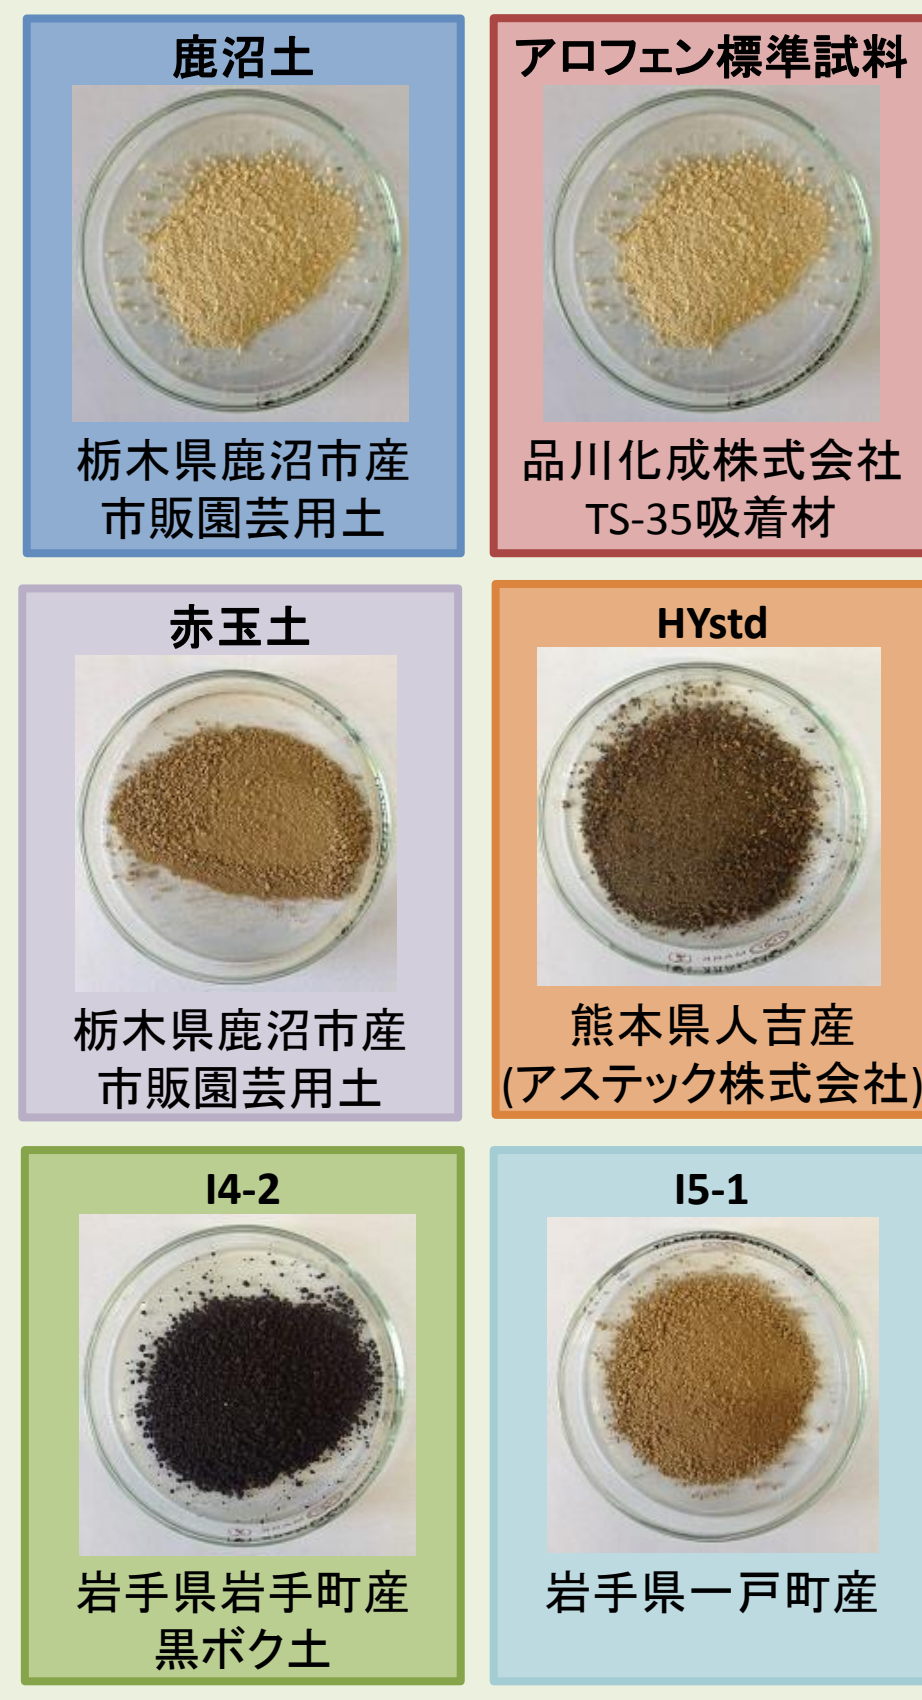 鹿沼土
栃木県鹿沼市産
市販園芸用土
アロフェン標準試料
品川化成株式会社
TS-35吸着材
赤玉土
栃木県鹿沼市産
市販園芸用土
HYstd
熊本県人吉産
(アステック株式会社)
I4-2
岩手県岩手町産
黒ボク土
I5-1
岩手県一戸町産